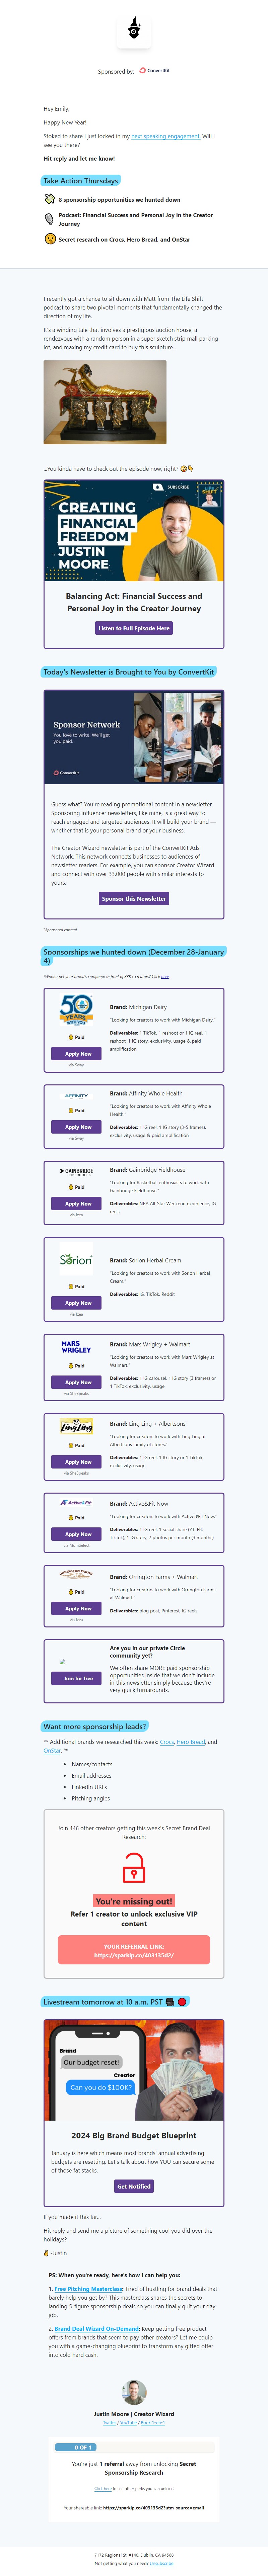 Sponsored by: ConvertKit
Hey Emily,
Happy New Year!
Stoked to share I just locked in my next speaking engagement. Will I
see you there?
Hit reply and let me know!
Take Action Thursdays
8 sponsorship opportunities we hunted down
Podcast: Financial Success and Personal Joy in the Creator
Journey
Secret research on Crocs, Hero Bread, and OnStar
I recently got a chance to sit down with Matt from The Life Shift
podcast to share two pivotal moments that fundamentally changed the
direction of my life.
It's a winding tale that involves a prestigious auction house, a
rendezvous with a random person in a super sketch strip mall parking
lot, and maxing my credit card to buy this sculpture...
...You kinda have to check out the episode now, right?
SUBSCRIBE
CREATING
FINANCIAL
FREEDOM
JUSTIN
MOORE
Balancing Act: Financial Success and
Personal Joy in the Creator Journey
Listen to Full Episode Here
Today's Newsletter is Brought to You by ConvertKit
Sponsor Network
You love to write. We'll get
you paid.
ConvertKit
Guess what? You're reading promotional content in a newsletter.
Sponsoring influencer newsletters, like mine, is a great way to
reach engaged and targeted audiences. It will build your brand —
whether that is your personal brand or your business.
The Creator Wizard newsletter is part of the ConvertKit Ads
Network. This network connects businesses to audiences of
newsletter readers. For example, you can sponsor Creator Wizard
and connect with over 33,000 people with similar interests to
yours.
Sponsor this Newsletter
*Sponsored content
Sponsorships we hunted down (December 28-January
4)
*Wanna get your brand's campaign in front of 33K+ creators? Click here.
50
YEARS
Paid
Apply Now
Brand: Michigan Dairy
"Looking for creators to work with Michigan Dairy."
Deliverables: 1 TikTok, 1 reshoot or 1 IG reel, 1
reshoot, 1 IG story, exclusivity, usage & paid
amplification
AFFINITY
Paid
Apply Now
Brand: Affinity Whole Health
"Looking for creators to work with Affinity Whole
Health."
Deliverables: 1 IG reel, 1 IG story (3-5 frames),
exclusivity, usage & paid amplification
GAINBRIDGE
FIELDHOUSE
Paid
Apply Now
Brand: Gainbridge Fieldhouse
"Looking for Basketball enthusiasts to work with
Gainbridge Fieldhouse."
Deliverables: NBA All-Star Weekend experience, IG
reels
Sorion
Paid
Apply Now
Brand: Sorion Herbal Cream
"Looking for creators to work with Sorion Herbal
Cream."
Deliverables: IG, TikTok, Reddit
MARS
WRIGLEY
Paid
Apply Now
via SheSpeaks
Brand: Mars Wrigley + Walmart
"Looking for creators to work with Mars Wrigley at
Walmart."
Deliverables: 1 IG carousel, 1 IG story (3 frames) or
1 TikTok, exclusivity, usage
Ling Ling
Paid
Apply Now
via SheSpeaks
Brand: Ling Ling + Albertsons
"Looking for creators to work with Ling Ling at
Albertsons family of stores."
Deliverables: 1 IG reel, 1 IG story or 1 TikTok,
exclusivity, usage
Active&Fit
Paid
Apply Now
via MomSelect
Brand: Active&Fit Now
"Looking for creators to work with Active&Fit Now."
Deliverables: 1 IG reel, 1 social share (YT, FB,
TikTok), 1 IG story, 2 photos per month (3 months)
Paid
Apply Now
Brand: Orrington Farms + Walmart
"Looking for creators to work with Orrington Farms
at Walmart."
Deliverables: blog post, Pinterest, IG reels
Join for free
Are you in our private Circle
community yet?
We often share MORE paid sponsorship
opportunities inside that we don't include
in this newsletter simply because they're
very quick turnarounds.
Want more sponsorship leads?
** Additional brands we researched this week: Crocs, Hero Bread, and
OnStar. **
• Names/contacts
• Email addresses
• LinkedIn URLs
• Pitching angles
Join 446 other creators getting this week's Secret Brand Deal
Research:
You're missing out!
Refer 1 creator to unlock exclusive VIP
content
YOUR REFERRAL LINK:
https://sparklp.co/403135d2/
Livestream tomorrow at 10 a.m. PST
Brand
Our budget reset!
Creator
Can you do $100K?
2024 Big Brand Budget Blueprint
January is here which means most brands' annual advertising
budgets are resetting. Let's talk about how YOU can secure some
of those fat stacks.
Get Notified
If you made it this far...
Hit reply and send me a picture of something cool you did over the
holidays?
-Justin
PS: When you're ready, here's how I can help you:
1. Free Pitching Masterclass: Tired of hustling for brand deals that
barely help you get by? This masterclass shares the secrets to
landing 5-figure sponsorship deals so you can finally quit your day
job.
2. Brand Deal Wizard On-Demand: Keep getting free product
offers from brands that seem to pay other creators? Let me equip
you with a game-changing blueprint to transform any gifted offer
into cold hard cash.
Justin Moore | Creator Wizard
Twitter / YouTube / Book 1-on-1
0 OF 1
You're just 1 referral away from unlocking Secret
Sponsorship Research
Click here to see other perks you can unlock!
Your shareable link: https://sparklp.co/403135d2?utm_source=email
7172 Regional St. #140, Dublin, CA 94568
Not getting what you need? Unsubscribe